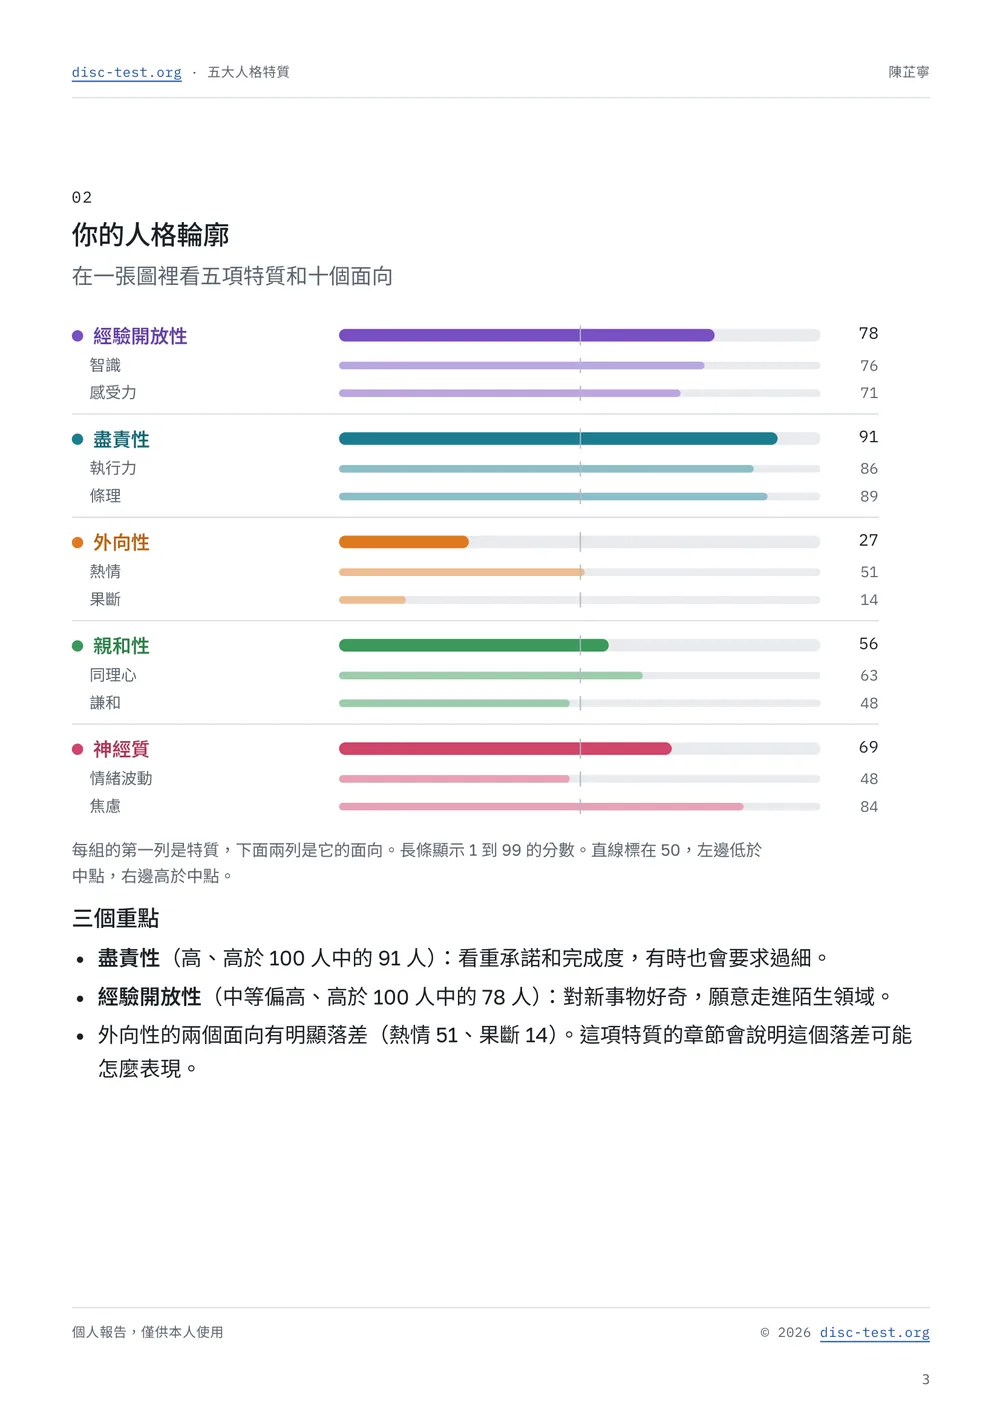 disc-test.org · 五大人格特質
陳芷寧
02
你的人格輪廓
在一張圖裡看五項特質和十個面向
經驗開放性 78
智識 76
感受力 71
盡責性 91
執行力 86
條理 89
外向性 27
熱情 51
果斷 14
親和性 56
同理心 63
謙和 48
神經質 69
情緒波動 48
焦慮 84
每組的第一列是特質，下面兩列是它的面向。長條顯示 1 到 99 的分數。直線標在 50，左邊低於
中點，右邊高於中點。
三個重點
• 盡責性（高、高於 100 人中的 91 人）：看重承諾和完成度，有時也會要求過細。
• 經驗開放性（中等偏高、高於 100 人中的 78 人）：對新事物好奇，願意走進陌生領域。
• 外向性的兩個面向有明顯落差（熱情 51、果斷 14）。這項特質的章節會說明這個落差可能
怎麼表現。
個人報告，僅供本人使用
© 2026 disc-test.org
3